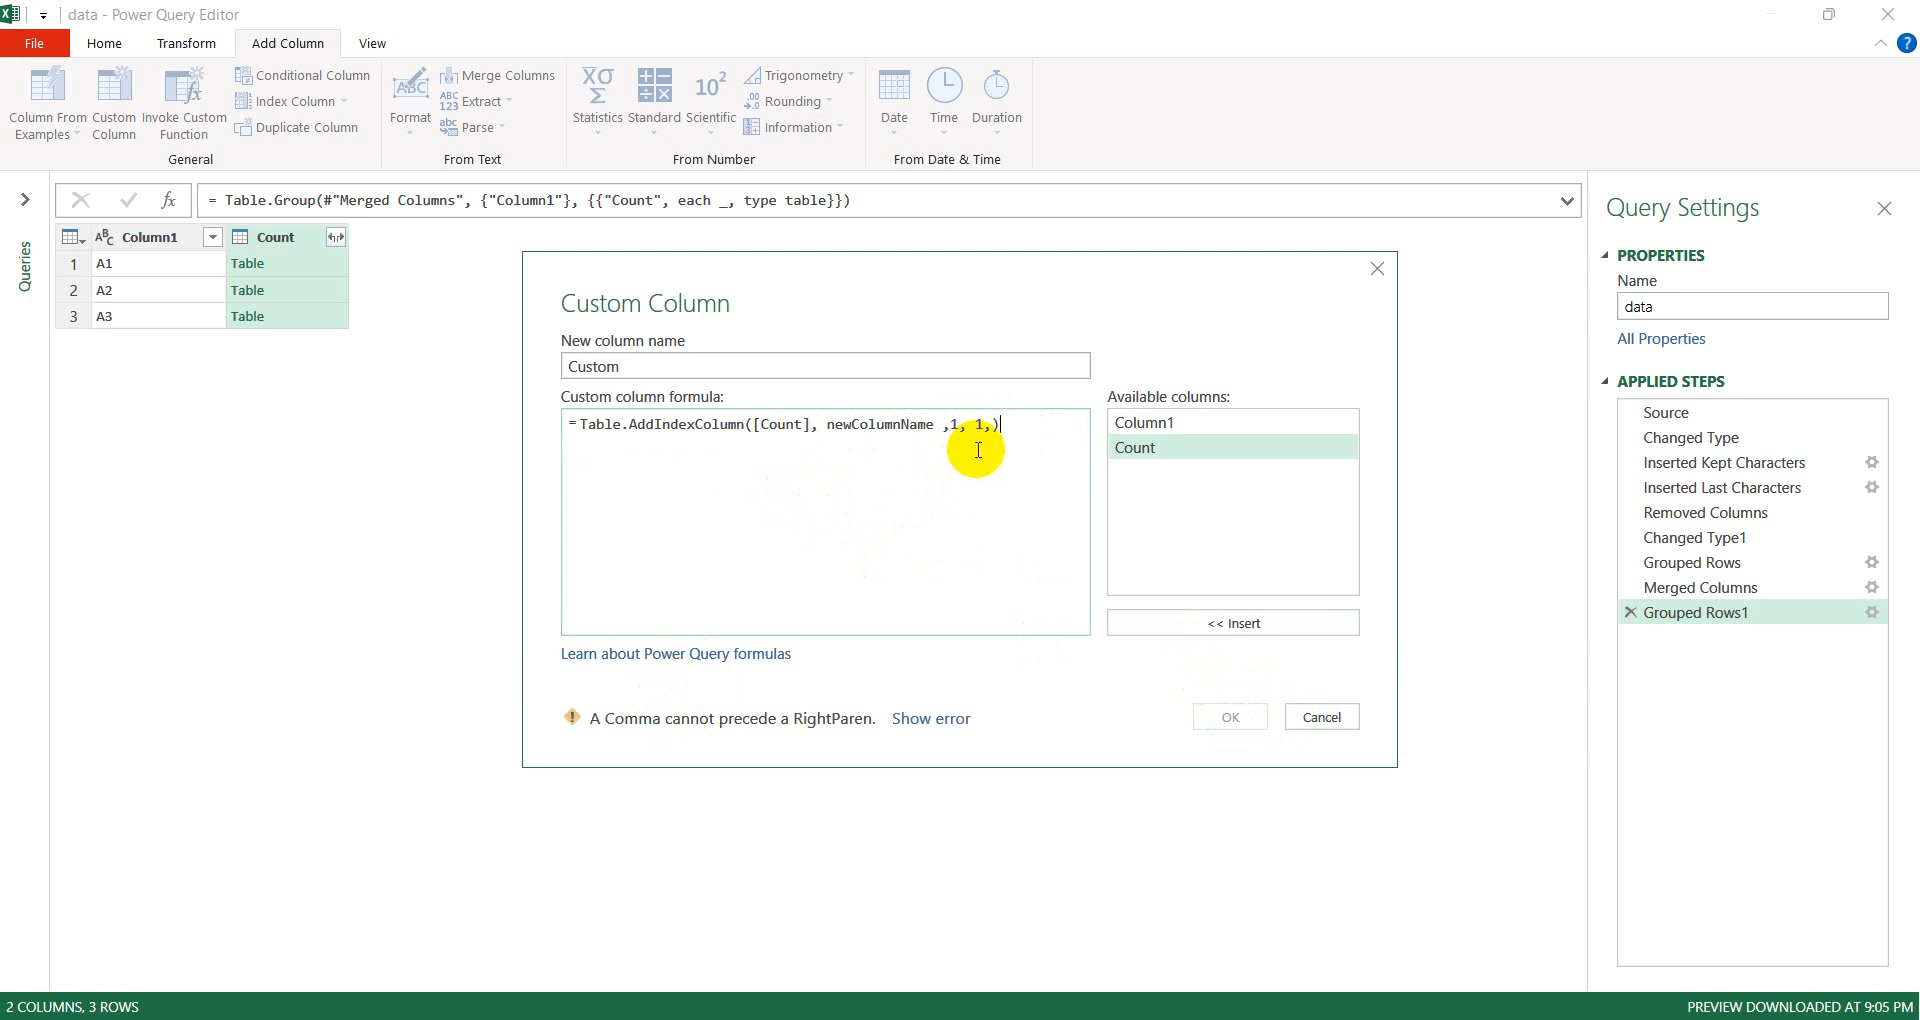 data - Power Query Editor
File Home Transform Add Column View
Column From Examples
Custom Column
Invoke Custom Function
Conditional Column
Index Column
Duplicate Column
General
Format
Merge Columns
Extract
Parse
From Text
Statistics
Standard
Scientific
Trigonometry
Rounding
Information
From Number
Date
Time
Duration
From Date & Time
= Table.Group(#"Merged Columns", {"Column1"}, {{"Count", each _, type table}})
Queries
Column1 Count
1 A1 Table
2 A2 Table
3 A3 Table
Custom Column
New column name
Custom
Custom column formula:
=Table.AddIndexColumn([Count], newColumnName ,1, 1,)
Available columns:
Column1
Count
<< Insert
Learn about Power Query formulas
A Comma cannot precede a RightParen. Show error
OK
Cancel
Query Settings
PROPERTIES
Name
data
All Properties
APPLIED STEPS
Source
Changed Type
Inserted Kept Characters
Inserted Last Characters
Removed Columns
Changed Type1
Grouped Rows
Merged Columns
Grouped Rows1
2 COLUMNS, 3 ROWS
PREVIEW DOWNLOADED AT 9:05 PM